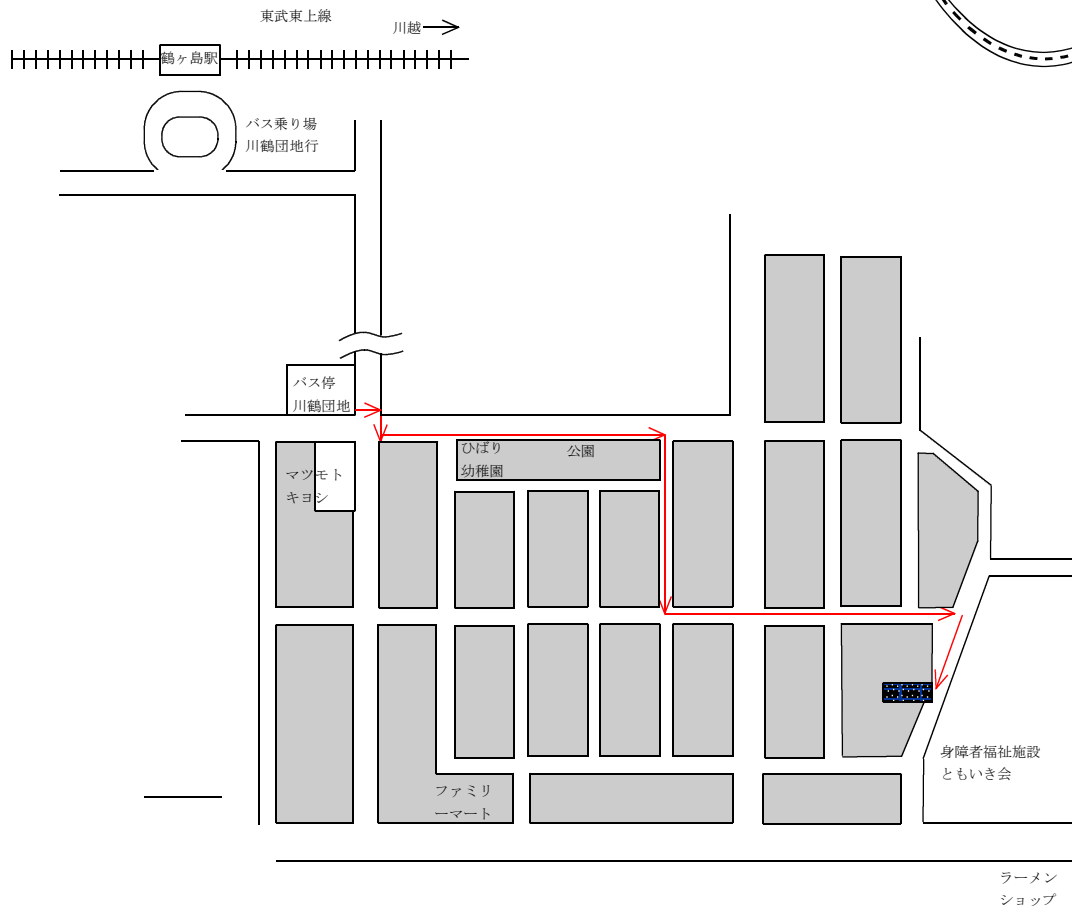 東武東上線
川越
鶴ヶ島駅
バス乗り場
川鶴団地行
バス停
川鶴団地
ひばり
幼稚園
公園
マツモト
キヨシ
身障者福祉施設
ともいき会
ファミリ
ーマート
ラーメン
ショップ